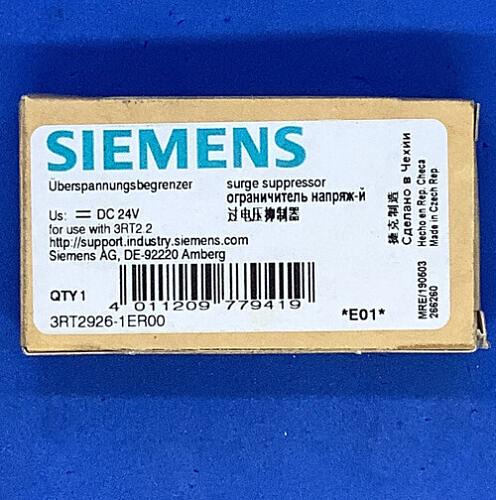 SIEMENS
Überspannungsbegrenzer
surge suppressor
ограничитель напряж-й
过电压抑制器
Us: ⎓ DC 24V
for use with 3RT2.2
http://support.industry.siemens.com
Siemens AG, DE-92220 Amberg
QTY 1
4 011209 779419
3RT2926-1ER00
*E01*
捷克制造
Сделано в Чехии
Hecho en Rep. Checa
Made in Czech Rep.
MRE/190603
266260